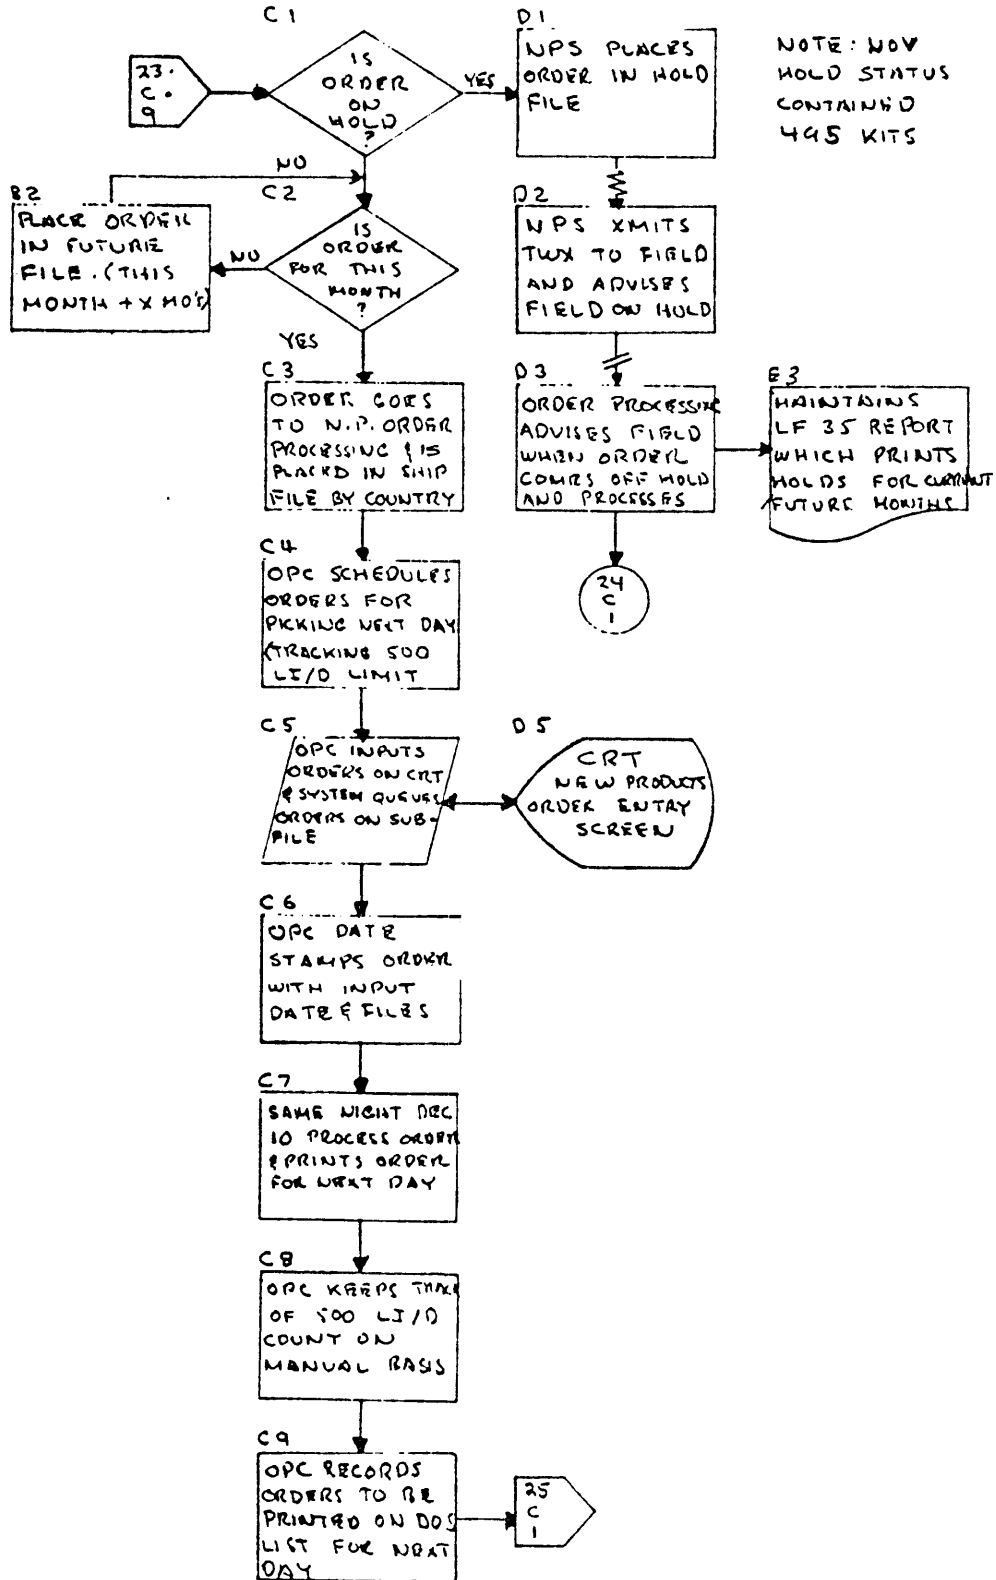 C 1
D 1
23.
C.
9
IS
ORDER
ON
HOLD
?
YES
NPS PLACES
ORDER IN HOLD
FILE
NOTE: NOV
HOLD STATUS
CONTAINED
495 KITS
NO
B2
PLACE ORDER
IN FUTURE
FILE. (THIS
MONTH + X MO'S)
C2
IS
ORDER
FOR THIS
MONTH
?
NO
YES
D2
NPS XMITS
TWX TO FIELD
AND ADVISES
FIELD ON HOLD
C3
ORDER GOES
TO N.P. ORDER
PROCESSING & IS
PLACED IN SHIP
FILE BY COUNTRY
D3
ORDER PROCESSING
ADVISES FIELD
WHEN ORDER
COMES OFF HOLD
AND PROCESSES
E3
MAINTAINS
LF 35 REPORT
WHICH PRINTS
HOLDS FOR CURRENT
/FUTURE MONTHS
24
C
1
C4
OPC SCHEDULES
ORDERS FOR
PICKING NEXT DAY
(TRACKING 500
LI/D LIMIT
C5
OPC INPUTS
ORDERS ON CRT
& SYSTEM QUEUES
ORDERS ON SUB-
FILE
D5
CRT
NEW PRODUCTS
ORDER ENTRY
SCREEN
C6
OPC DATE
STAMPS ORDER
WITH INPUT
DATE & FILES
C7
SAME NIGHT DEC
10 PROCESS ORDER
& PRINTS ORDER
FOR NEXT DAY
C8
OPC KEEPS TRACK
OF 500 LI/D
COUNT ON
MANUAL BASIS
C9
OPC RECORDS
ORDERS TO BE
PRINTED ON DOS
LIST FOR NEXT
DAY
25
C
1